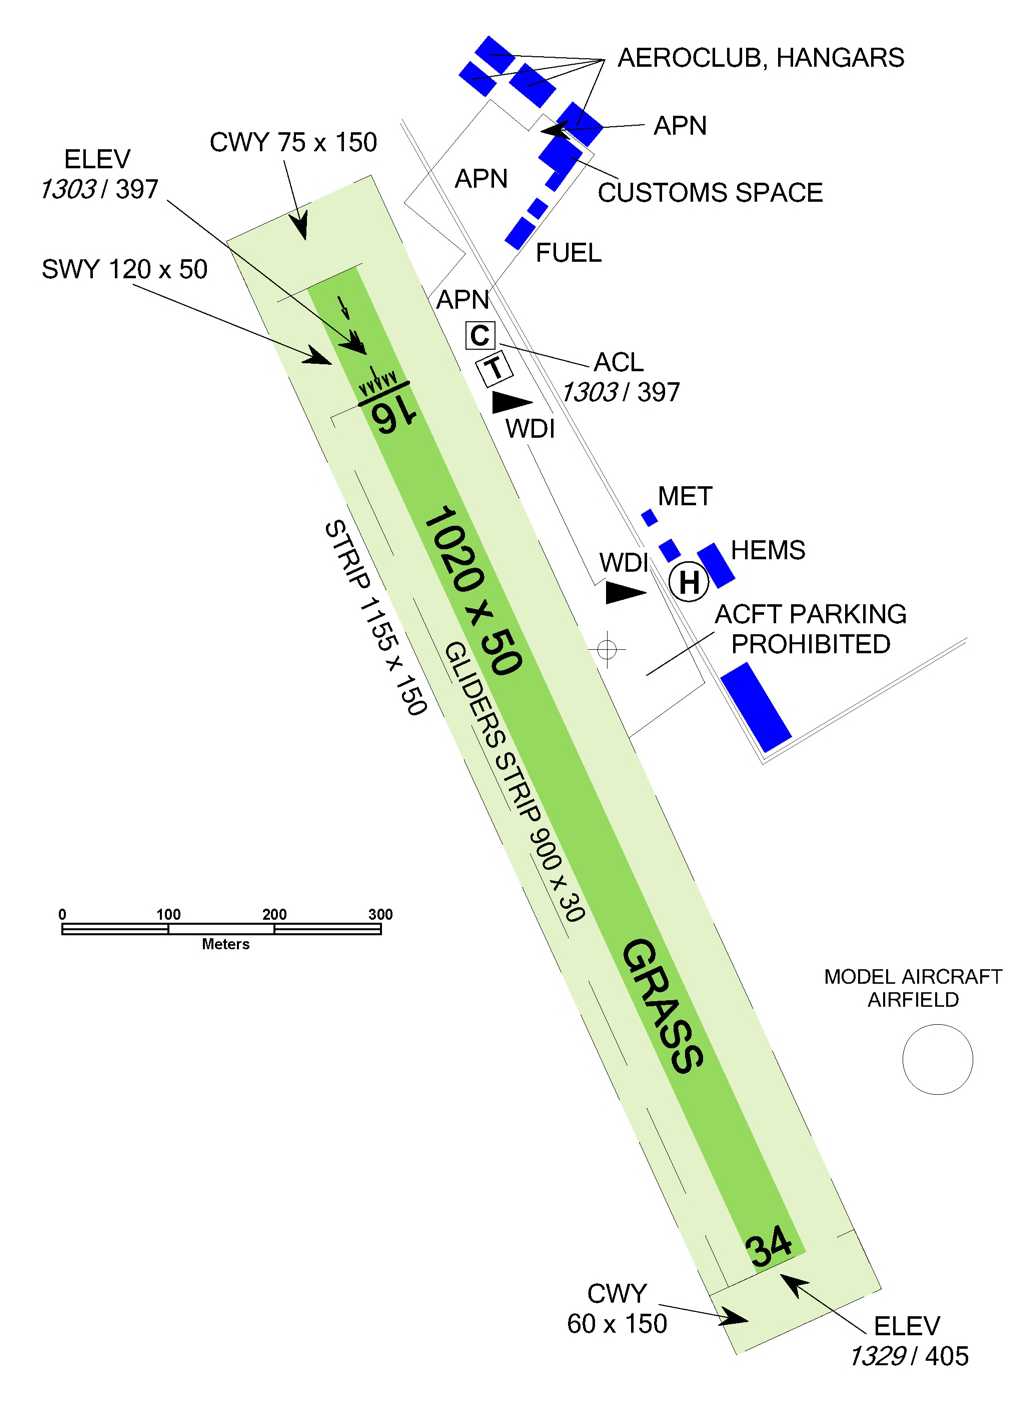 AEROCLUB, HANGARS
APN
CWY 75 x 150
ELEV
1303 / 397
APN
CUSTOMS SPACE
FUEL
SWY 120 x 50
APN
C
T
ACL
1303 / 397
WDI
16
MET
1020 x 50
STRIP 1155 x 150
HEMS
WDI
H
ACFT PARKING
PROHIBITED
GLIDERS STRIP 900 x 30
0 100 200 300
Meters
GRASS
MODEL AIRCRAFT
AIRFIELD
34
CWY
60 x 150
ELEV
1329 / 405